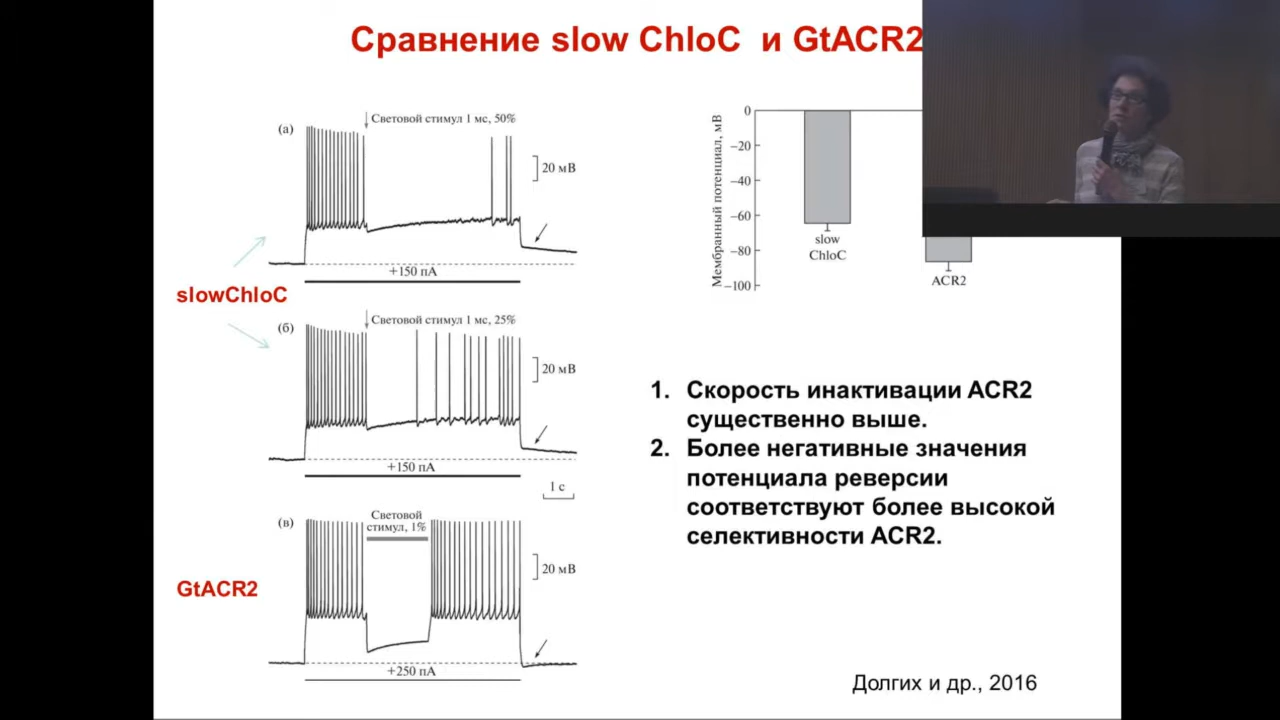 Сравнение slow ChloC и GtACR2
(а)
Световой стимул 1 мс, 50%
20 мВ
+150 пА
slowChloC
(б)
Световой стимул 1 мс, 25%
20 мВ
+150 пА
1 с
(в)
Световой
стимул, 1%
20 мВ
GtACR2
+250 пА
Мембранный потенциал, мВ
0
–20
–40
–60
–80
–100
slow
ChloC
ACR2
1. Скорость инактивации ACR2
существенно выше.
2. Более негативные значения
потенциала реверсии
соответствуют более высокой
селективности ACR2.
Долгих и др., 2016